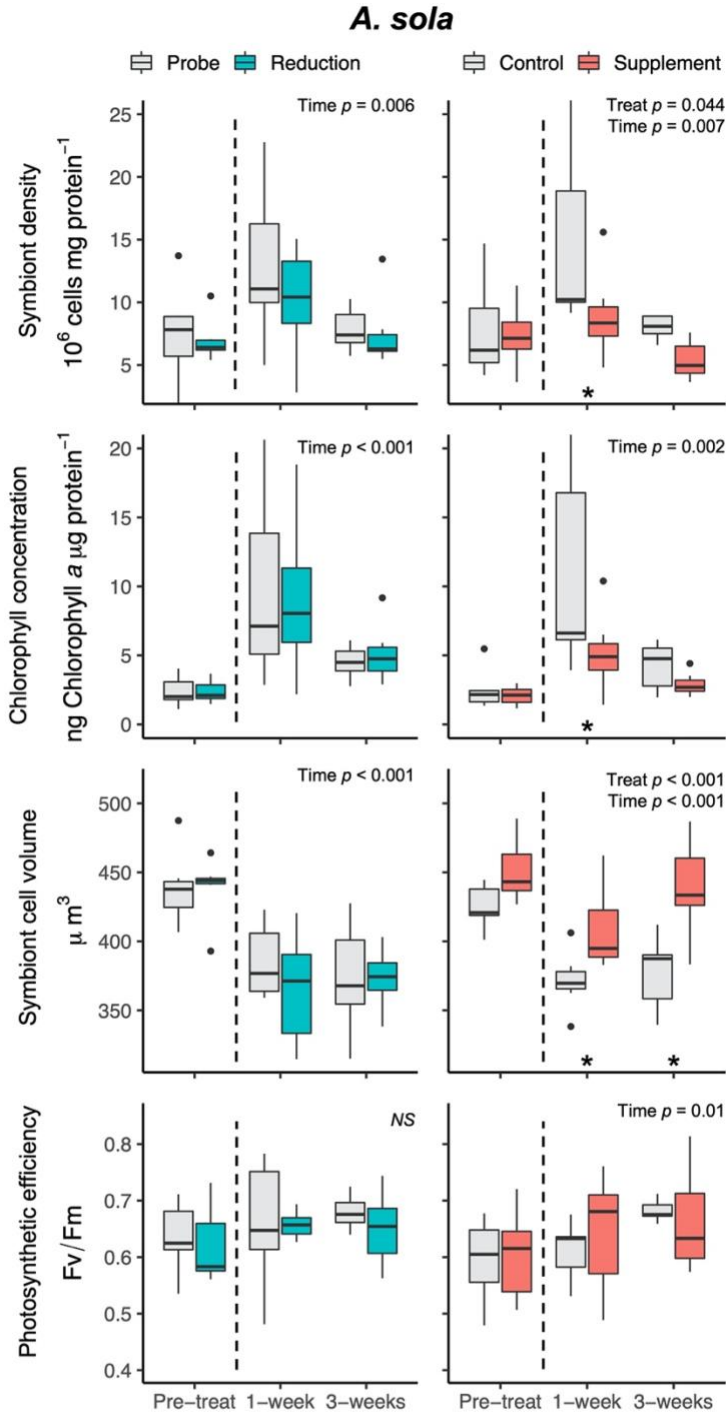 A. sola
Probe Reduction Control Supplement
Symbiont density
10⁶ cells mg protein⁻¹
25
20
15
10
5
Time p = 0.006
Treat p = 0.044
Time p = 0.007
*
Chlorophyll concentration
ng Chlorophyll a μg protein⁻¹
20
15
10
5
0
Time p < 0.001
Time p = 0.002
*
Symbiont cell volume
μ m³
500
450
400
350
Time p < 0.001
Treat p < 0.001
Time p < 0.001
* *
Photosynthetic efficiency
Fv/Fm
0.8
0.7
0.6
0.5
0.4
NS
Time p = 0.01
Pre−treat 1−week 3−weeks Pre−treat 1−week 3−weeks